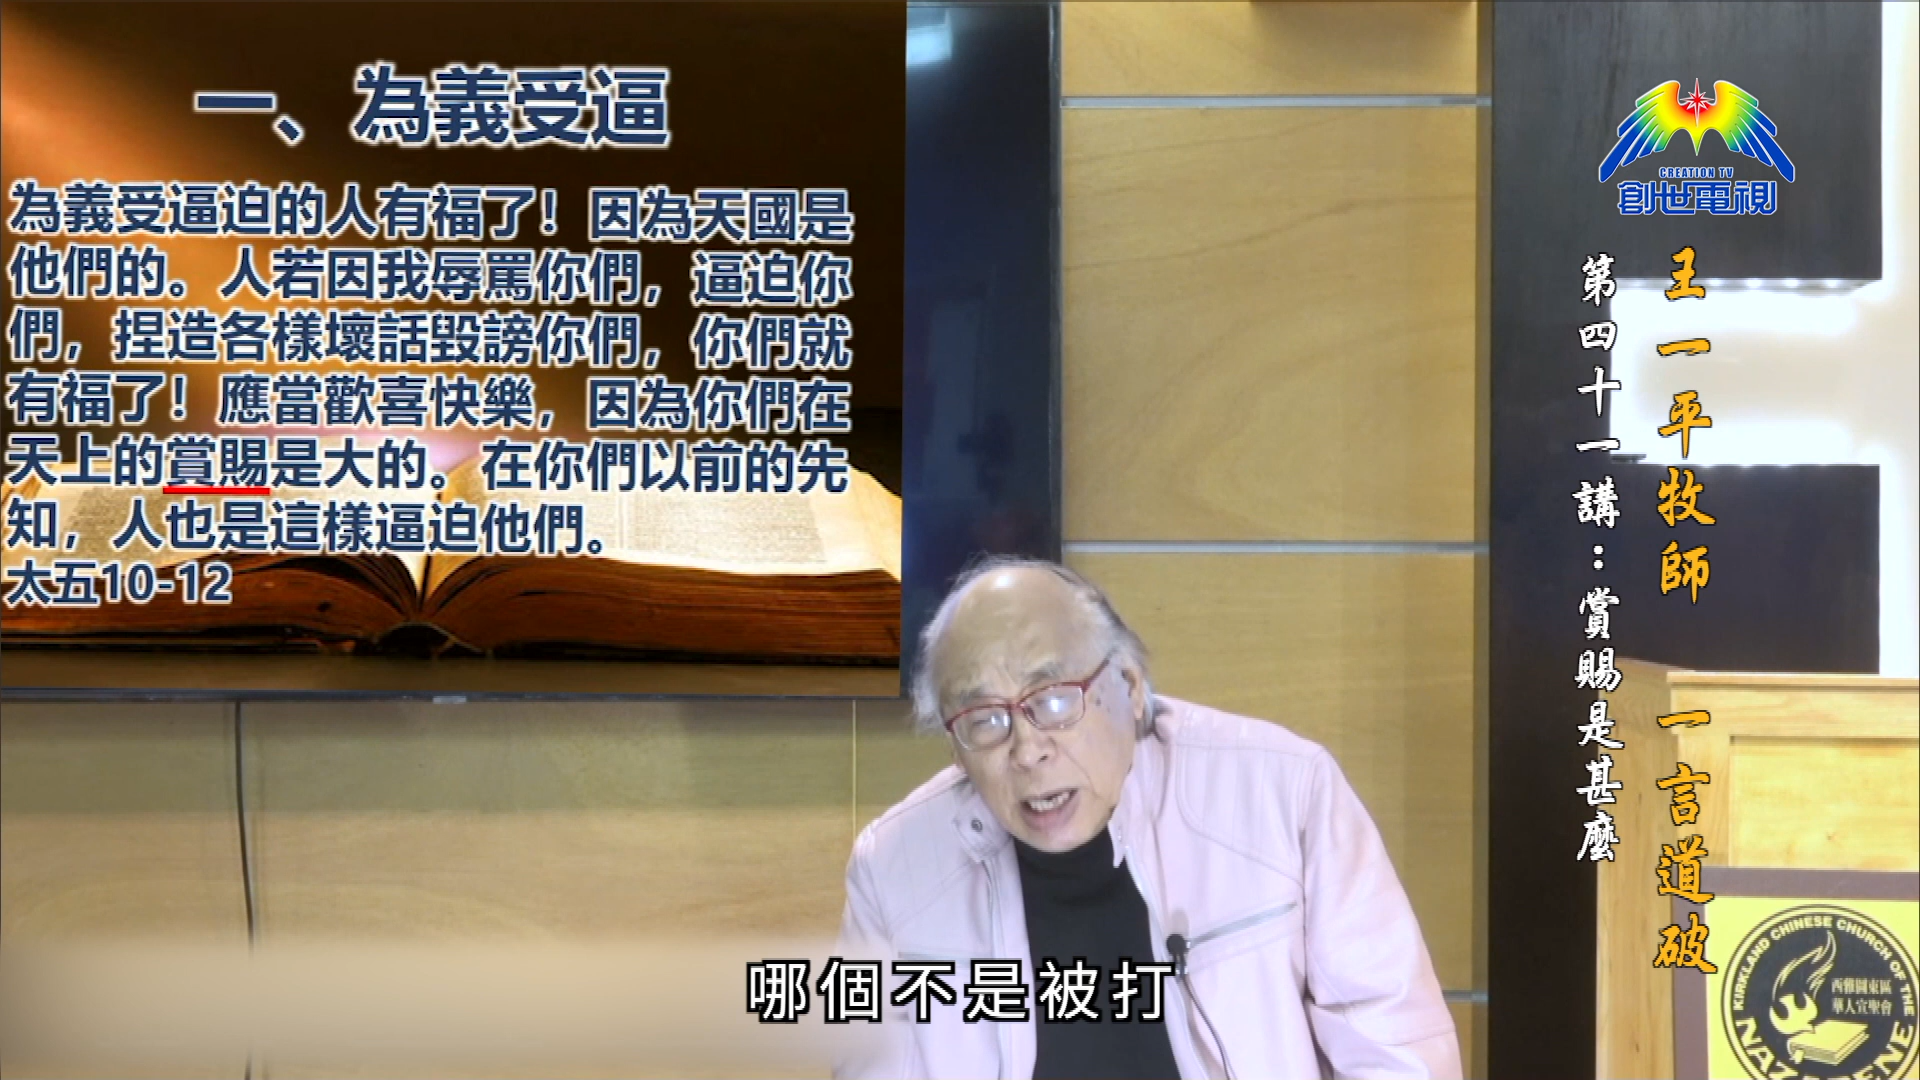 一、為義受逼
為義受逼迫的人有福了！因為天國是
他們的。人若因我辱罵你們，逼迫你
們，捏造各樣壞話毀謗你們，你們就
有福了！應當歡喜快樂，因為你們在
天上的賞賜是大的。在你們以前的先
知，人也是這樣逼迫他們。
太五10-12
CREATION TV
創世電視
王一平牧師 一言道破
第四十一講：賞賜是甚麼
KIRKLAND CHINESE CHURCH OF THE
西雅圖東區
華人宣聖會
NAZARENE
哪個不是被打